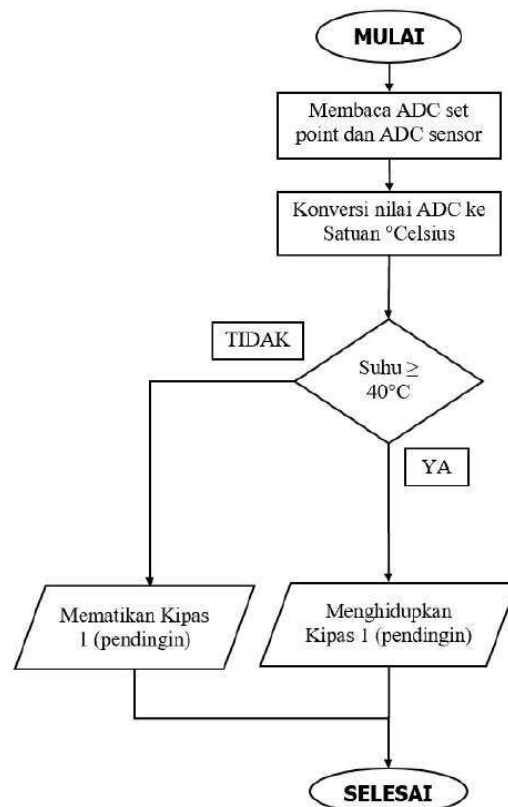 MULAI
Membaca ADC set
point dan ADC sensor
Konversi nilai ADC ke
Satuan °Celsius
TIDAK
Suhu ≥
40°C
YA
Mematikan Kipas
1 (pendingin)
Menghidupkan
Kipas 1 (pendingin)
SELESAI